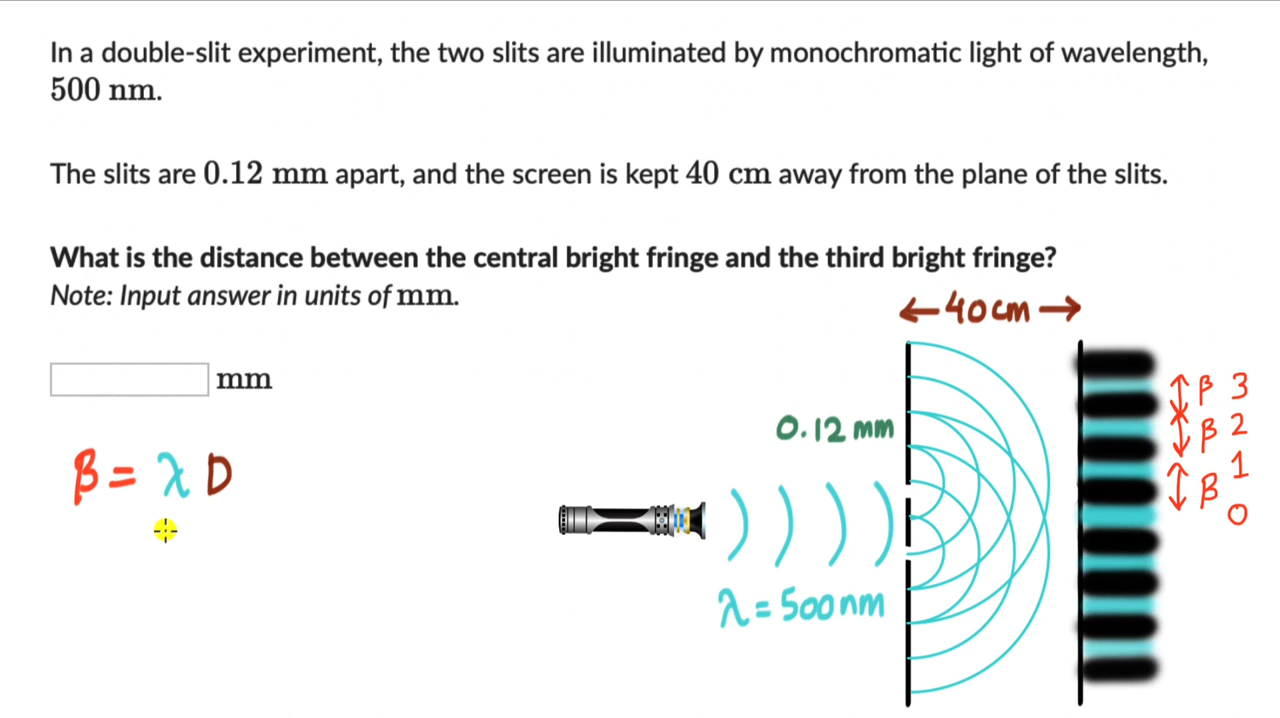 In a double-slit experiment, the two slits are illuminated by monochromatic light of wavelength,
500 nm.
The slits are 0.12 mm apart, and the screen is kept 40 cm away from the plane of the slits.
What is the distance between the central bright fringe and the third bright fringe?
Note: Input answer in units of mm.
←40cm→
mm
β 3
0.12 mm
β 2
β = λ D
1
β
0
λ = 500nm